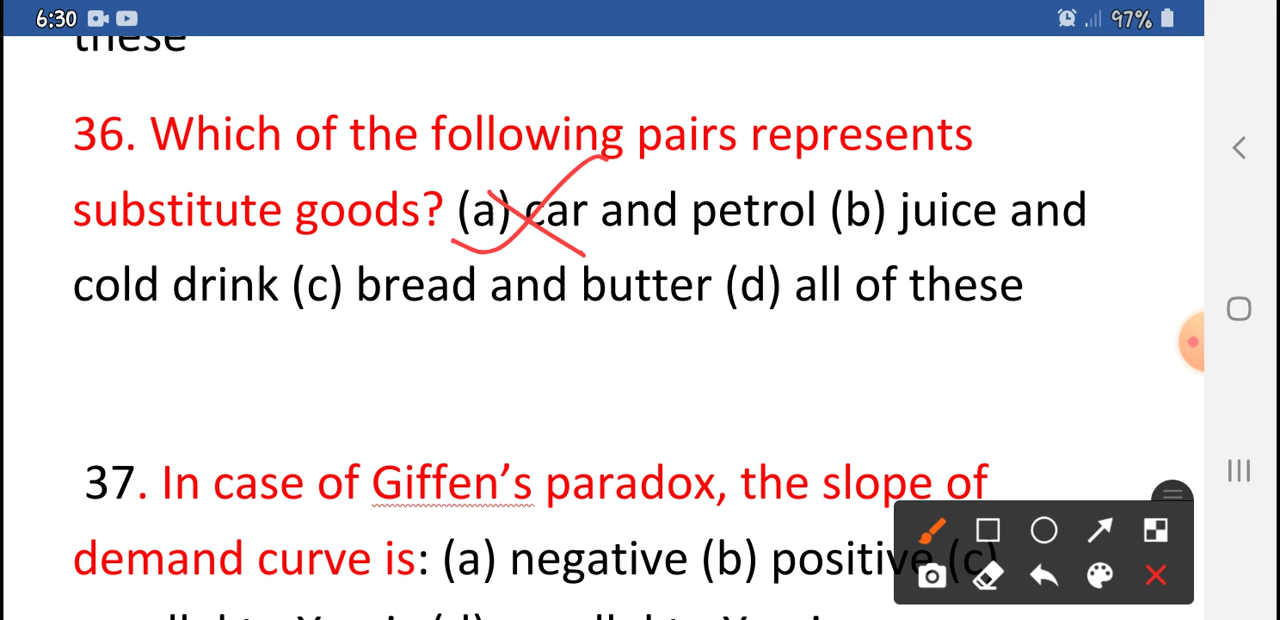 6:30 97%
these
36. Which of the following pairs represents
substitute goods? (a) car and petrol (b) juice and
cold drink (c) bread and butter (d) all of these
37. In case of Giffen’s paradox, the slope of
demand curve is: (a) negative (b) positive (c)